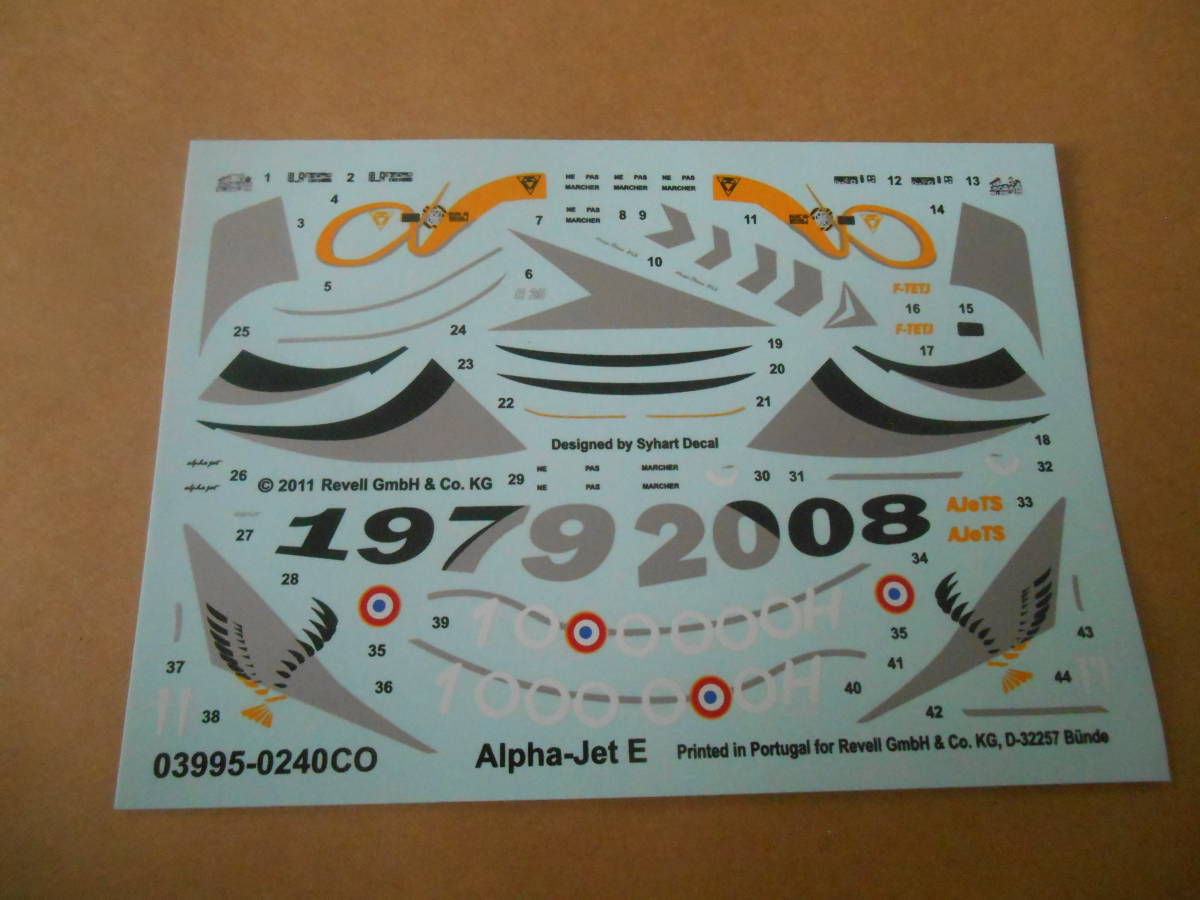 1
2
NE PAS
MARCHER
NE PAS
MARCHER
NE PAS
MARCHER
12
13
3
4
7
NE PAS
MARCHER
8
9
11
14
5
6
10
F-TETJ
16
15
F-TETJ
25
24
19
17
23
20
22
21
Designed by Syhart Decal
18
alpha jet
26
© 2011 Revell GmbH & Co. KG
29
NE PAS MARCHER
30
31
32
alpha jet
NE PAS MARCHER
27
1979 2008
AJeTS
33
AJeTS
28
34
39
1000000H
35
35
43
37
36
1000000H
41
40
44
38
42
03995-0240CO
Alpha-Jet E
Printed in Portugal for Revell GmbH & Co. KG, D-32257 Bünde